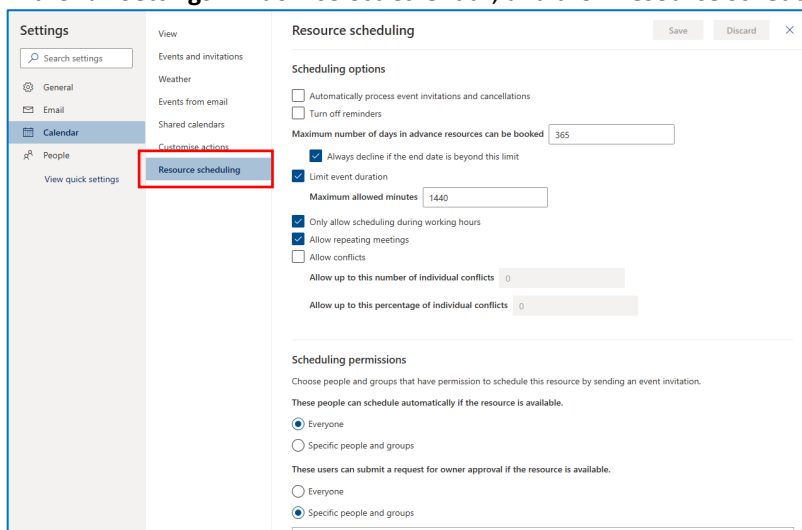 Settings
Search settings
General
Email
Calendar
People
View quick settings
View
Events and invitations
Weather
Events from email
Shared calendars
Customise actions
Resource scheduling
Resource scheduling
Save
Discard
Scheduling options
Automatically process event invitations and cancellations
Turn off reminders
Maximum number of days in advance resources can be booked 365
Always decline if the end date is beyond this limit
Limit event duration
Maximum allowed minutes 1440
Only allow scheduling during working hours
Allow repeating meetings
Allow conflicts
Allow up to this number of individual conflicts 0
Allow up to this percentage of individual conflicts 0
Scheduling permissions
Choose people and groups that have permission to schedule this resource by sending an event invitation.
These people can schedule automatically if the resource is available.
Everyone
Specific people and groups
These users can submit a request for owner approval if the resource is available.
Everyone
Specific people and groups